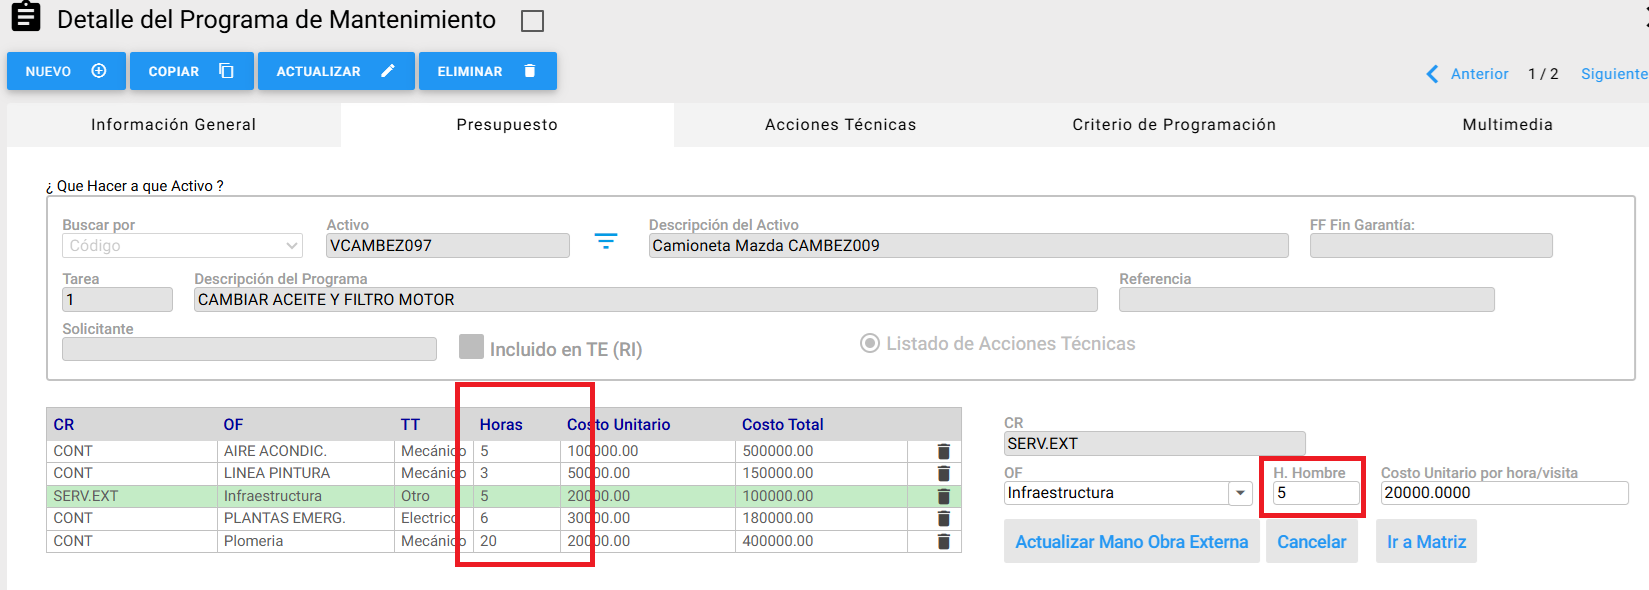 Detalle del Programa de Mantenimiento
NUEVO COPIAR ACTUALIZAR ELIMINAR
Anterior 1 / 2 Siguiente
Información General Presupuesto Acciones Técnicas Criterio de Programación Multimedia
¿ Que Hacer a que Activo ?
Buscar por Activo Descripción del Activo FF Fin Garantía:
Código VCAMBEZ097 Camioneta Mazda CAMBEZ009
Tarea Descripción del Programa Referencia
1 CAMBIAR ACEITE Y FILTRO MOTOR
Solicitante
Incluido en TE (RI) Listado de Acciones Técnicas
CR OF TT Horas Costo Unitario Costo Total
CONT AIRE ACONDIC. Mecánico 5 100000.00 500000.00
CONT LINEA PINTURA Mecánico 3 50000.00 150000.00
SERV.EXT Infraestructura Otro 5 20000.00 100000.00
CONT PLANTAS EMERG. Electrico 6 30000.00 180000.00
CONT Plomeria Mecánico 20 20000.00 400000.00
CR
SERV.EXT
OF H. Hombre Costo Unitario por hora/visita
Infraestructura 5 20000.0000
Actualizar Mano Obra Externa Cancelar Ir a Matriz